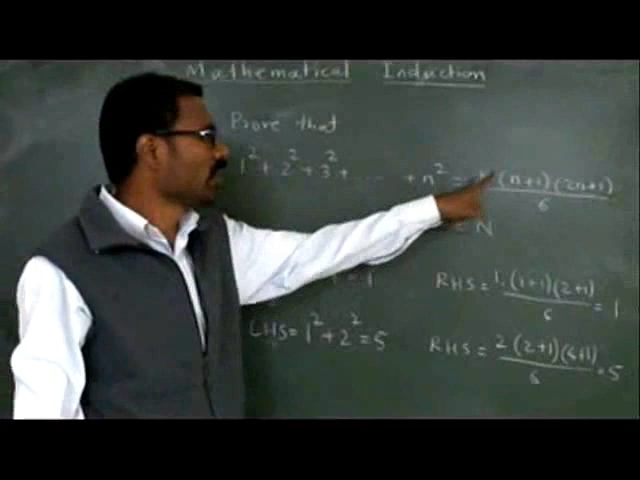 Mathematical Induction
Prove that
1² + 2² + 3² + ..... + n² = (n+1)(2n+1)
6
N
= 1
RHS = 1.(1+1)(2+1) = 1
6
LHS = 1² + 2² = 5
RHS = 2(2+1)(4+1) = 5
6